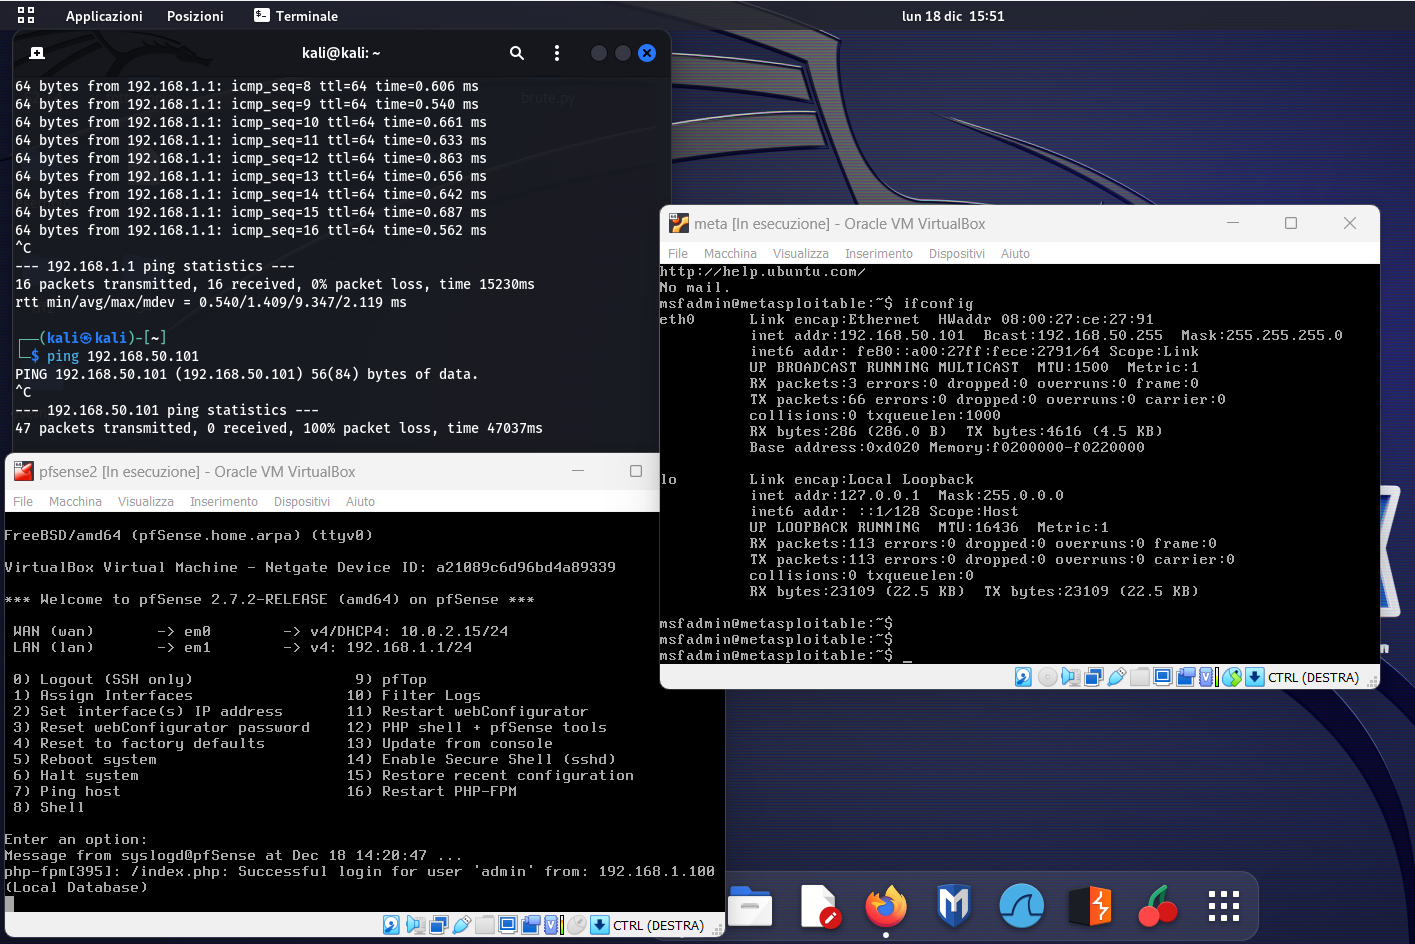 Applicazioni Posizioni Terminale lun 18 dic 15:51
kali@kali: ~
brute.py
64 bytes from 192.168.1.1: icmp_seq=8 ttl=64 time=0.606 ms
64 bytes from 192.168.1.1: icmp_seq=9 ttl=64 time=0.540 ms
64 bytes from 192.168.1.1: icmp_seq=10 ttl=64 time=0.661 ms
64 bytes from 192.168.1.1: icmp_seq=11 ttl=64 time=0.633 ms
64 bytes from 192.168.1.1: icmp_seq=12 ttl=64 time=0.863 ms
64 bytes from 192.168.1.1: icmp_seq=13 ttl=64 time=0.656 ms
64 bytes from 192.168.1.1: icmp_seq=14 ttl=64 time=0.642 ms
64 bytes from 192.168.1.1: icmp_seq=15 ttl=64 time=0.687 ms
64 bytes from 192.168.1.1: icmp_seq=16 ttl=64 time=0.562 ms
^C
--- 192.168.1.1 ping statistics ---
16 packets transmitted, 16 received, 0% packet loss, time 15230ms
rtt min/avg/max/mdev = 0.540/1.409/9.347/2.119 ms
┌──(kali㉿kali)-[~]
└─$ ping 192.168.50.101
PING 192.168.50.101 (192.168.50.101) 56(84) bytes of data.
^C
--- 192.168.50.101 ping statistics ---
47 packets transmitted, 0 received, 100% packet loss, time 47037ms
meta [In esecuzione] - Oracle VM VirtualBox
File Macchina Visualizza Inserimento Dispositivi Aiuto
http://help.ubuntu.com/
No mail.
msfadmin@metasploitable:~$ ifconfig
eth0 Link encap:Ethernet HWaddr 08:00:27:ce:27:91
inet addr:192.168.50.101 Bcast:192.168.50.255 Mask:255.255.255.0
inet6 addr: fe80::a00:27ff:fece:2791/64 Scope:Link
UP BROADCAST RUNNING MULTICAST MTU:1500 Metric:1
RX packets:3 errors:0 dropped:0 overruns:0 frame:0
TX packets:66 errors:0 dropped:0 overruns:0 carrier:0
collisions:0 txqueuelen:1000
RX bytes:286 (286.0 B) TX bytes:4616 (4.5 KB)
Base address:0xd020 Memory:f0200000-f0220000
lo Link encap:Local Loopback
inet addr:127.0.0.1 Mask:255.0.0.0
inet6 addr: ::1/128 Scope:Host
UP LOOPBACK RUNNING MTU:16436 Metric:1
RX packets:113 errors:0 dropped:0 overruns:0 frame:0
TX packets:113 errors:0 dropped:0 overruns:0 carrier:0
collisions:0 txqueuelen:0
RX bytes:23109 (22.5 KB) TX bytes:23109 (22.5 KB)
msfadmin@metasploitable:~$
msfadmin@metasploitable:~$
msfadmin@metasploitable:~$ _
CTRL (DESTRA)
pfsense2 [In esecuzione] - Oracle VM VirtualBox
File Macchina Visualizza Inserimento Dispositivi Aiuto
FreeBSD/amd64 (pfSense.home.arpa) (ttyv0)
VirtualBox Virtual Machine - Netgate Device ID: a21089c6d96bd4a89339
*** Welcome to pfSense 2.7.2-RELEASE (amd64) on pfSense ***
WAN (wan) -> em0 -> v4/DHCP4: 10.0.2.15/24
LAN (lan) -> em1 -> v4: 192.168.1.1/24
0) Logout (SSH only) 9) pfTop
1) Assign Interfaces 10) Filter Logs
2) Set interface(s) IP address 11) Restart webConfigurator
3) Reset webConfigurator password 12) PHP shell + pfSense tools
4) Reset to factory defaults 13) Update from console
5) Reboot system 14) Enable Secure Shell (sshd)
6) Halt system 15) Restore recent configuration
7) Ping host 16) Restart PHP-FPM
8) Shell
Enter an option:
Message from syslogd@pfSense at Dec 18 14:20:47 ...
php-fpm[395]: /index.php: Successful login for user 'admin' from: 192.168.1.100
(Local Database)
CTRL (DESTRA)